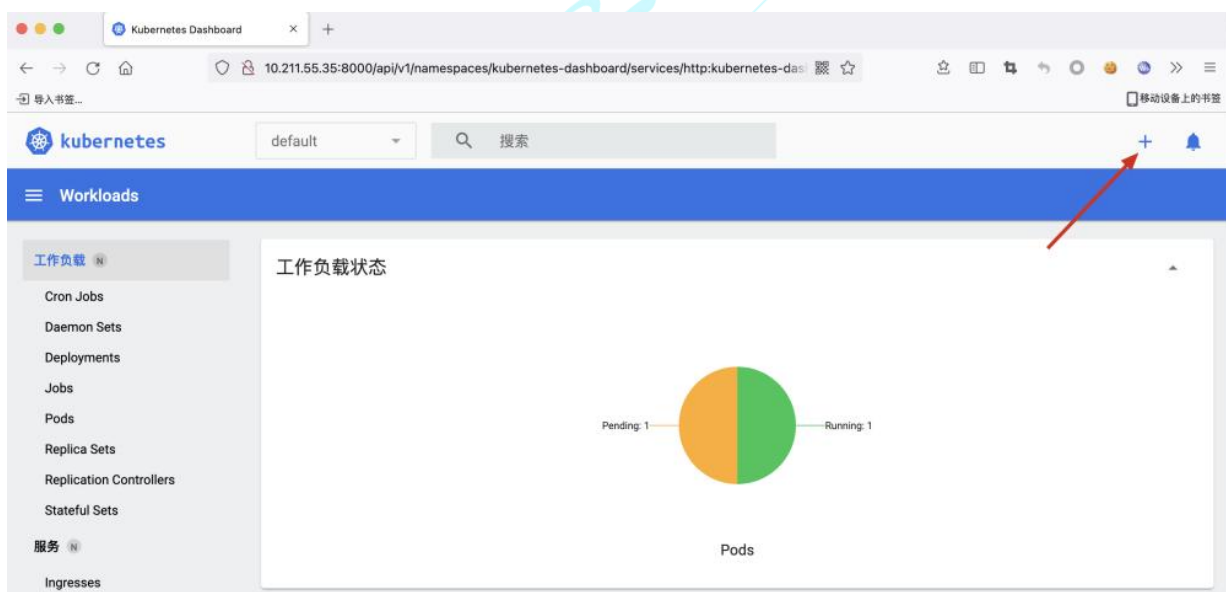 Kubernetes Dashboard
10.211.55.35:8000/api/v1/namespaces/kubernetes-dashboard/services/http:kubernetes-das
导入书签...
移动设备上的书签
kubernetes
default
搜索
Workloads
工作负载 N
工作负载状态
Cron Jobs
Daemon Sets
Deployments
Jobs
Pods
Pending: 1
Running: 1
Replica Sets
Replication Controllers
Stateful Sets
服务 N
Pods
Ingresses